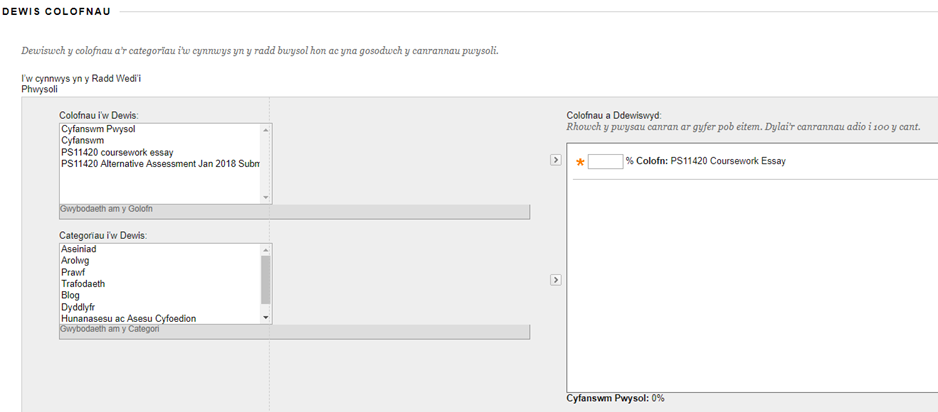 DEWIS COLOFNAU
Dewiswch y colofnau a'r categorïau i'w cynnwys yn y radd bwysol hon ac yna gosodwch y canrannau pwysoli.
I'w cynnwys yn y Radd Wedi'i
Phwysoli
Colofnau i'w Dewis:
Cyfanswm Pwysol
Cyfanswm
PS11420 coursework essay
PS11420 Alternative Assessment Jan 2018 Subm
Gwybodaeth am y Golofn
Categorïau i'w Dewis:
Aseiniad
Arolwg
Prawf
Trafodaeth
Blog
Dyddlyfr
Hunanasesu ac Asesu Cyfoedion
Gwybodaeth am y Categori
Colofnau a Ddewiswyd:
Rhowch y pwysau canran ar gyfer pob eitem. Dylai'r canrannau adio i 100 y cant.
* % Colofn: PS11420 Coursework Essay
Cyfanswm Pwysol: 0%